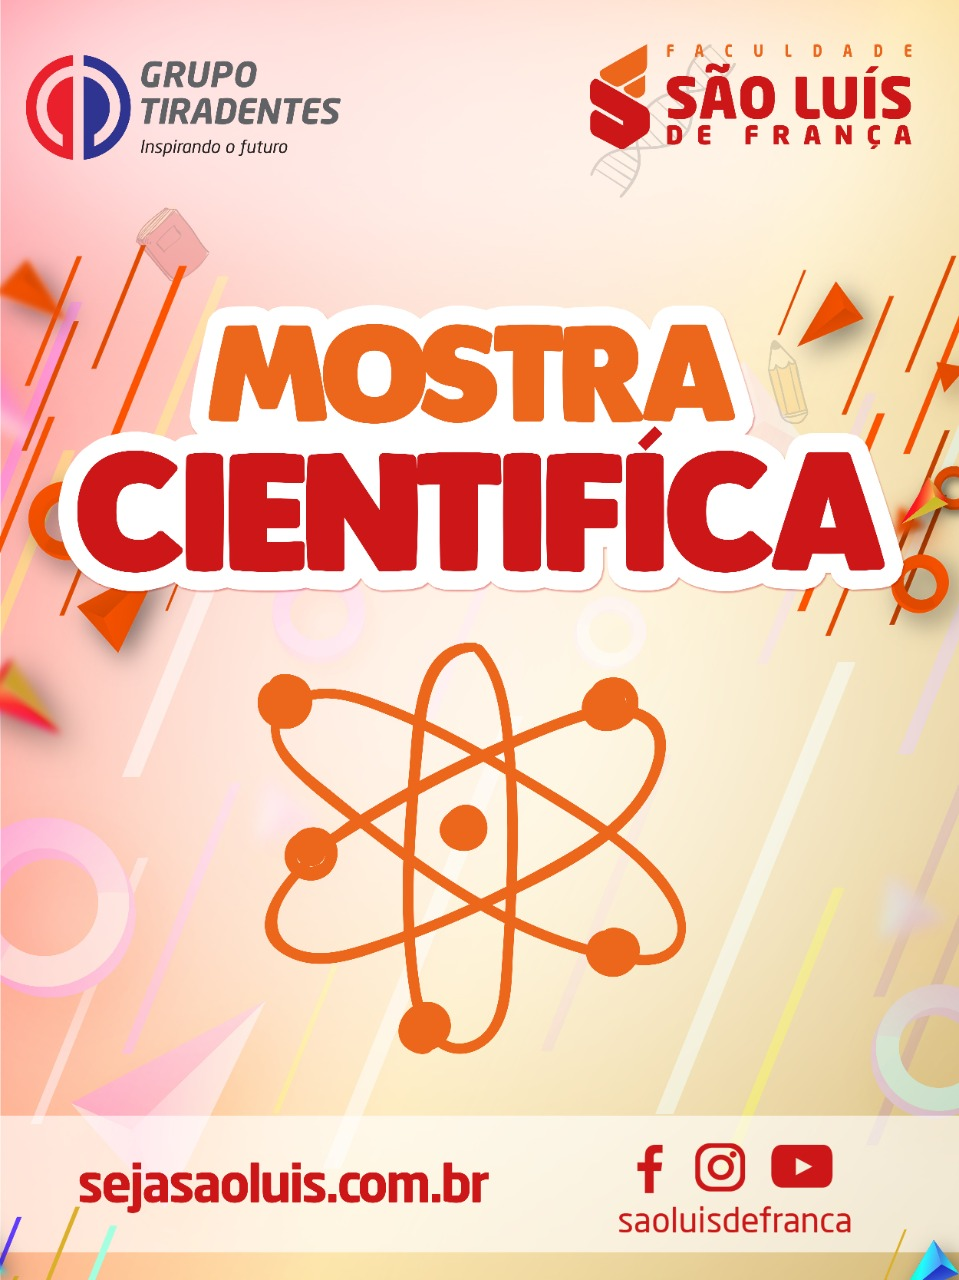 GRUPO
TIRADENTES
Inspirando o futuro
FACULDADE
SÃO LUÍS
DE FRANÇA
MOSTRA
CIENTIFÍCA
sejasaoluis.com.br
saoluisdefranca